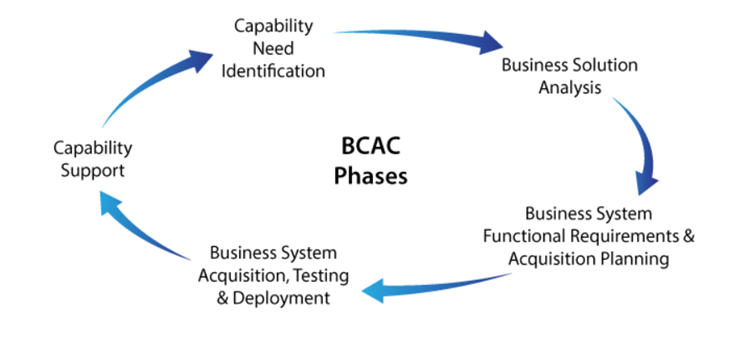 Capability
Need
Identification
Business Solution
Analysis
Capability
Support
BCAC
Phases
Business System
Functional Requirements &
Acquisition Planning
Business System
Acquisition, Testing
& Deployment